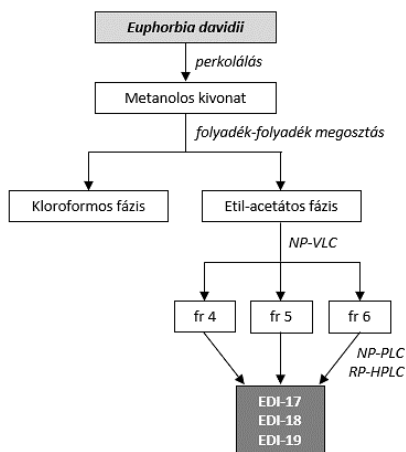 Euphorbia davidii
perkolálás
Metanolos kivonat
folyadék-folyadék megosztás
Kloroformos fázis
Etil-acetátos fázis
NP-VLC
fr 4
fr 5
fr 6
NP-PLC
RP-HPLC
EDI-17
EDI-18
EDI-19